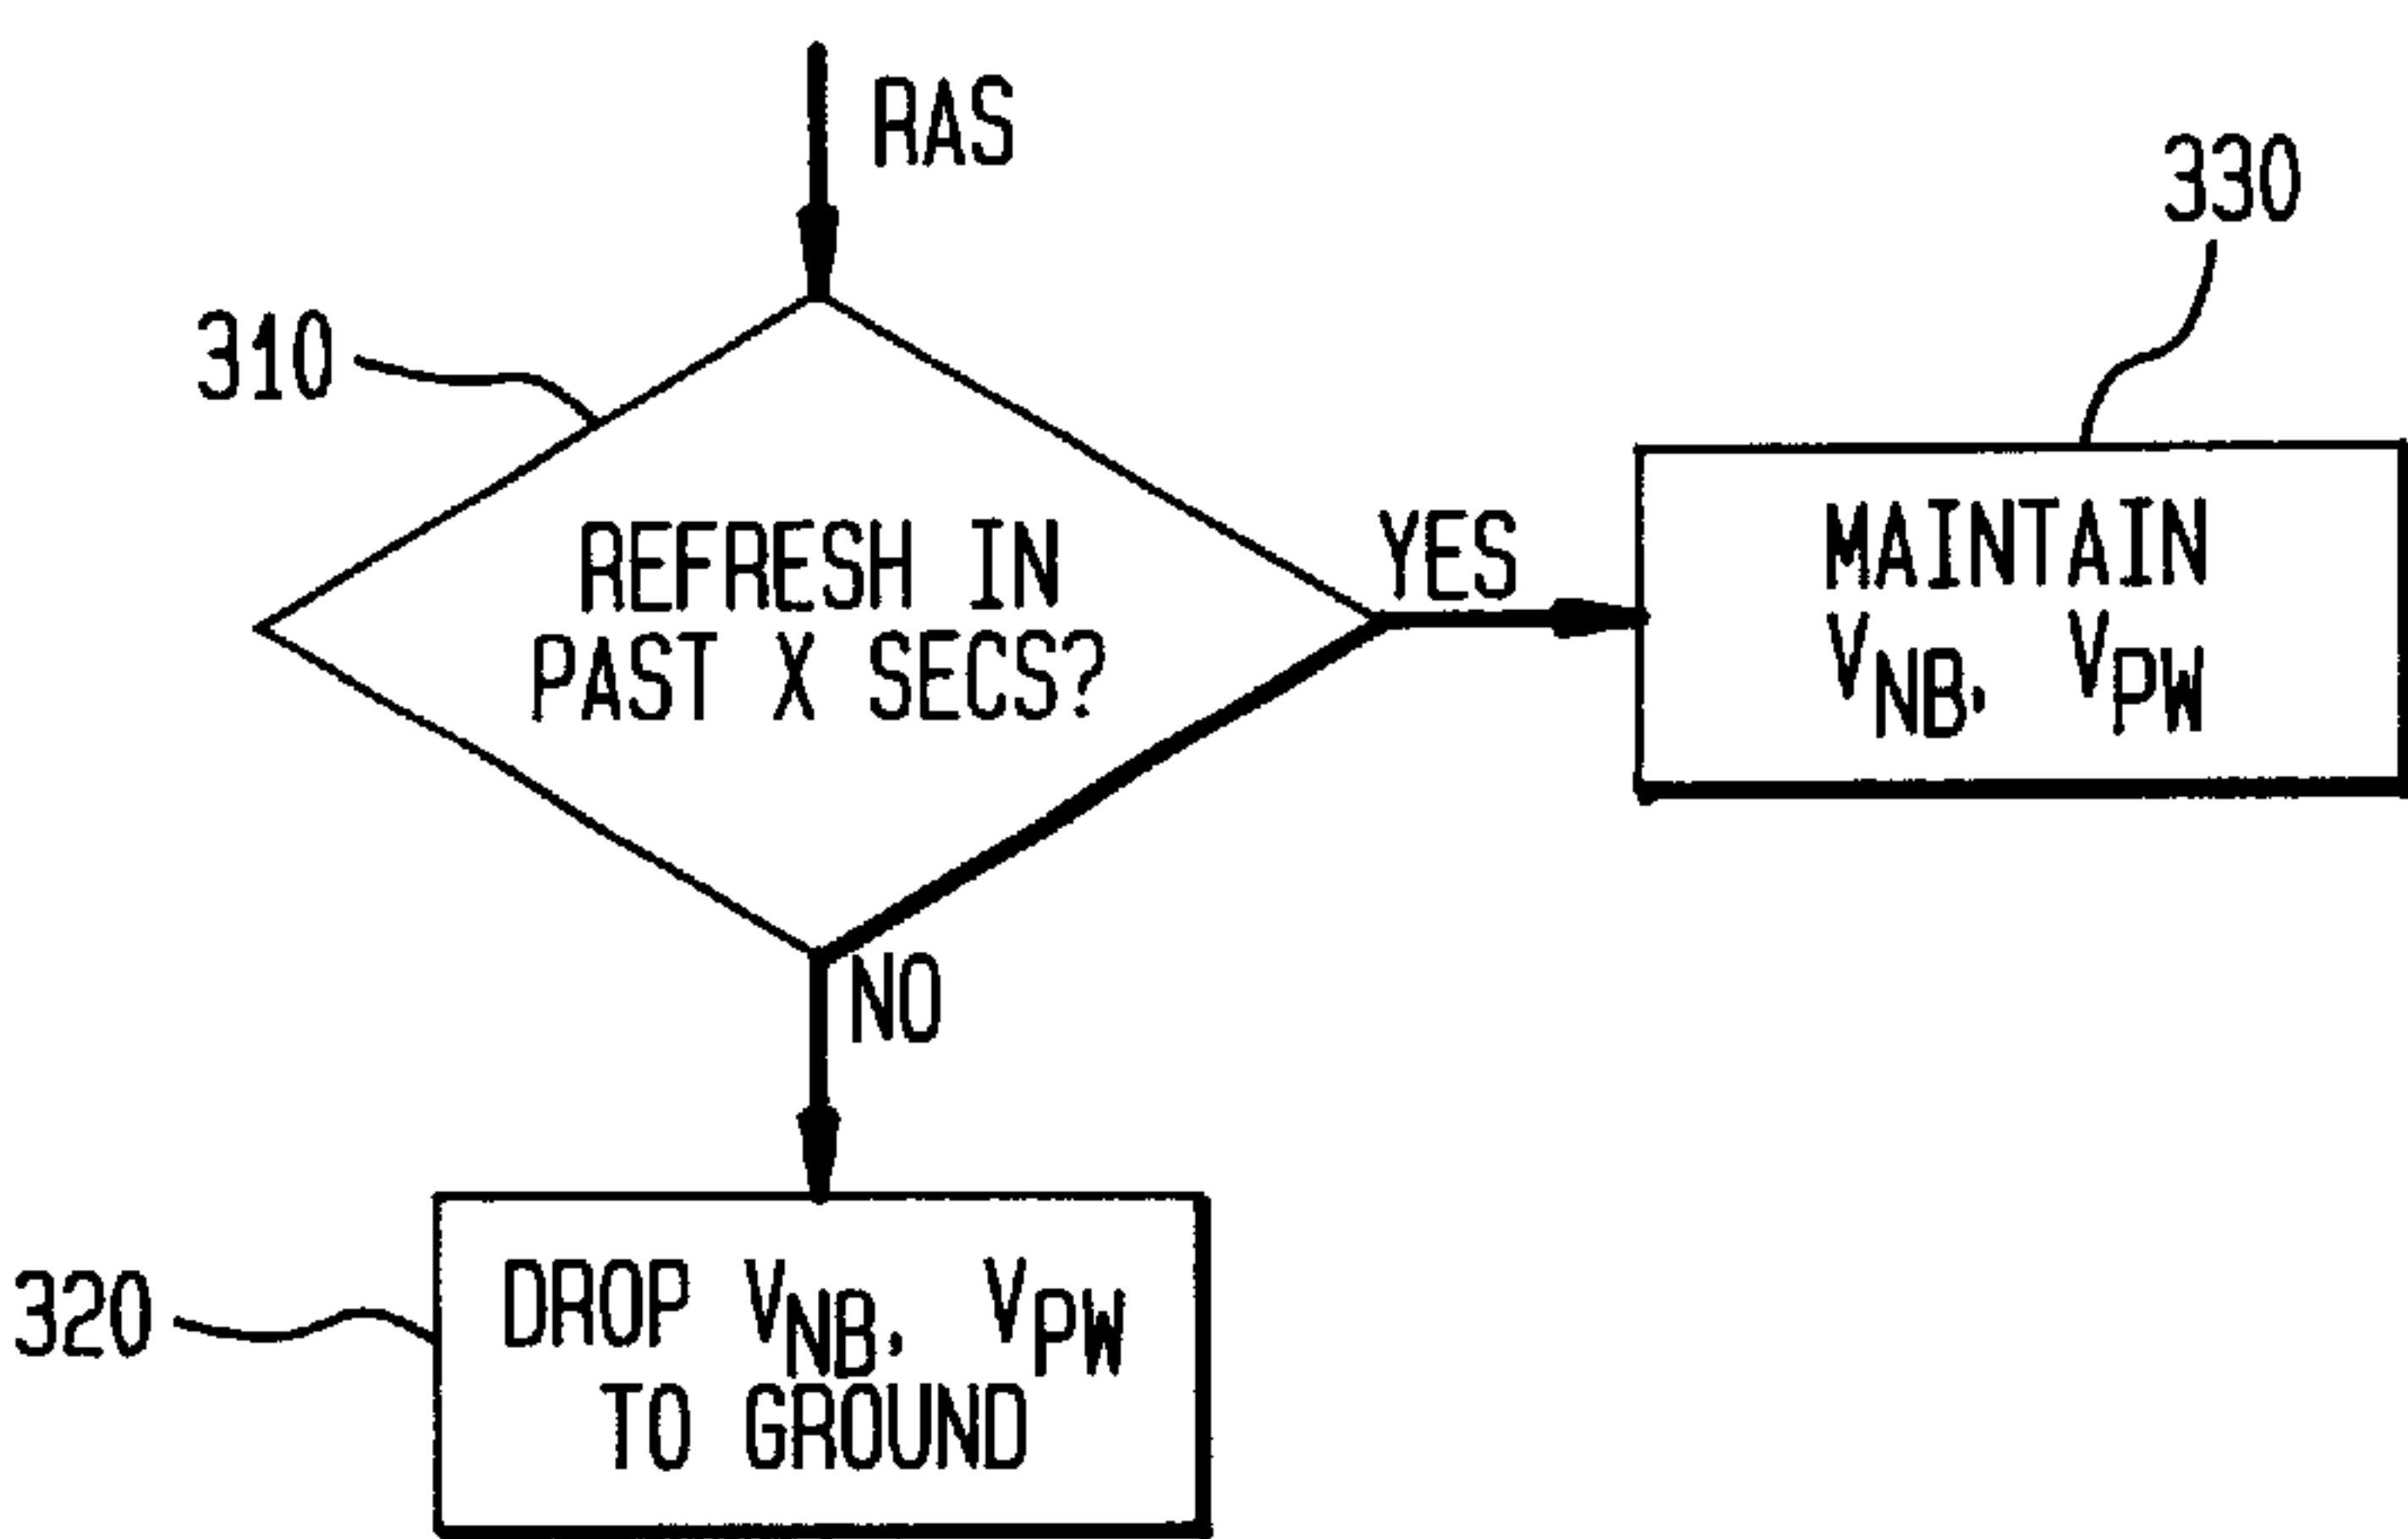 RAS
330
310
REFRESH IN
PAST X SECS?
YES
MAINTAIN
VNB, VPW
NO
320
DROP VNB, VPW
TO GROUND